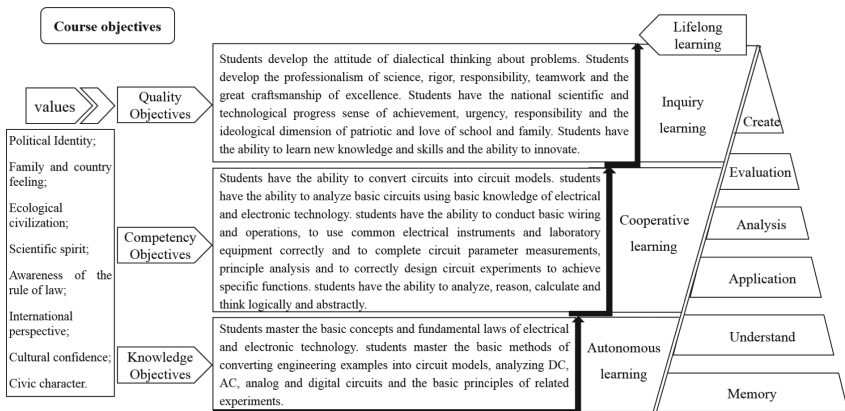 Course objectives
Lifelong
learning
values
Political Identity;
Family and country
feeling;
Ecological
civilization;
Scientific spirit;
Awareness of the
rule of law;
International
perspective;
Cultural confidence;
Civic character.
Quality
Objectives
Students develop the attitude of dialectical thinking about problems. Students
develop the professionalism of science, rigor, responsibility, teamwork and the
great craftsmanship of excellence. Students have the national scientific and
technological progress sense of achievement, urgency, responsibility and the
ideological dimension of patriotic and love of school and family. Students have
the ability to learn new knowledge and skills and the ability to innovate.
Inquiry
learning
Competency
Objectives
Students have the ability to convert circuits into circuit models. students
have the ability to analyze basic circuits using basic knowledge of electrical
and electronic technology. students have the ability to conduct basic wiring
and operations, to use common electrical instruments and laboratory
equipment correctly and to complete circuit parameter measurements,
principle analysis and to correctly design circuit experiments to achieve
specific functions. students have the ability to analyze, reason, calculate and
think logically and abstractly.
Cooperative
learning
Knowledge
Objectives
Students master the basic concepts and fundamental laws of electrical
and electronic technology. students master the basic methods of
converting engineering examples into circuit models, analyzing DC,
AC, analog and digital circuits and the basic principles of related
experiments.
Autonomous
learning
Create
Evaluation
Analysis
Application
Understand
Memory